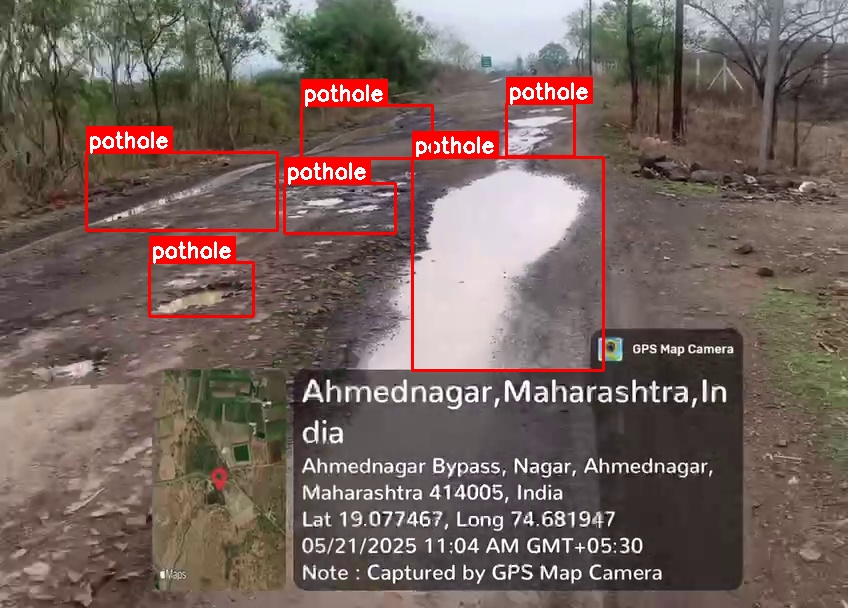 pothole
pothole
pothole
pothole
pothole
pothole
GPS Map Camera
Ahmednagar,Maharashtra,In
dia
Ahmednagar Bypass, Nagar, Ahmednagar,
Maharashtra 414005, India
Lat 19.077467, Long 74.681947
05/21/2025 11:04 AM GMT+05:30
Note : Captured by GPS Map Camera
Maps